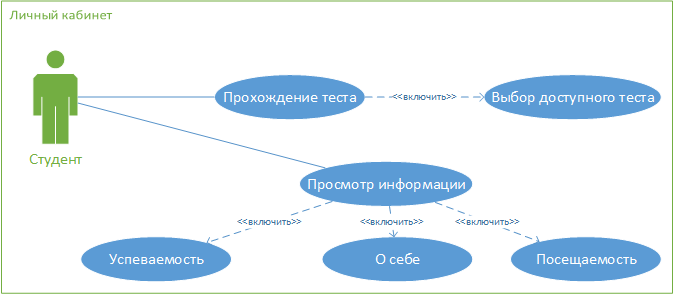 Личный кабинет
Студент
Прохождение теста
<<включить>>
Выбор доступного теста
Просмотр информации
<<включить>>
<<включить>>
<<включить>>
Успеваемость
О себе
Посещаемость